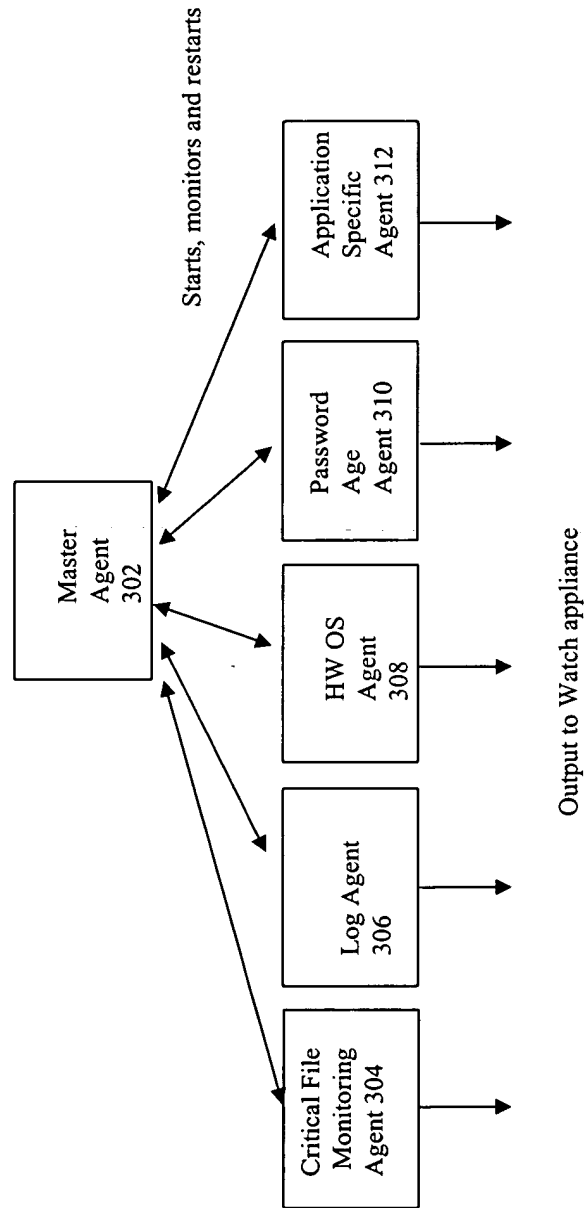 Master
Agent
302
Starts, monitors and restarts
Critical File
Monitoring
Agent 304
Log Agent
306
HW OS
Agent
308
Password
Age
Agent 310
Application
Specific
Agent 312
Output to Watch appliance